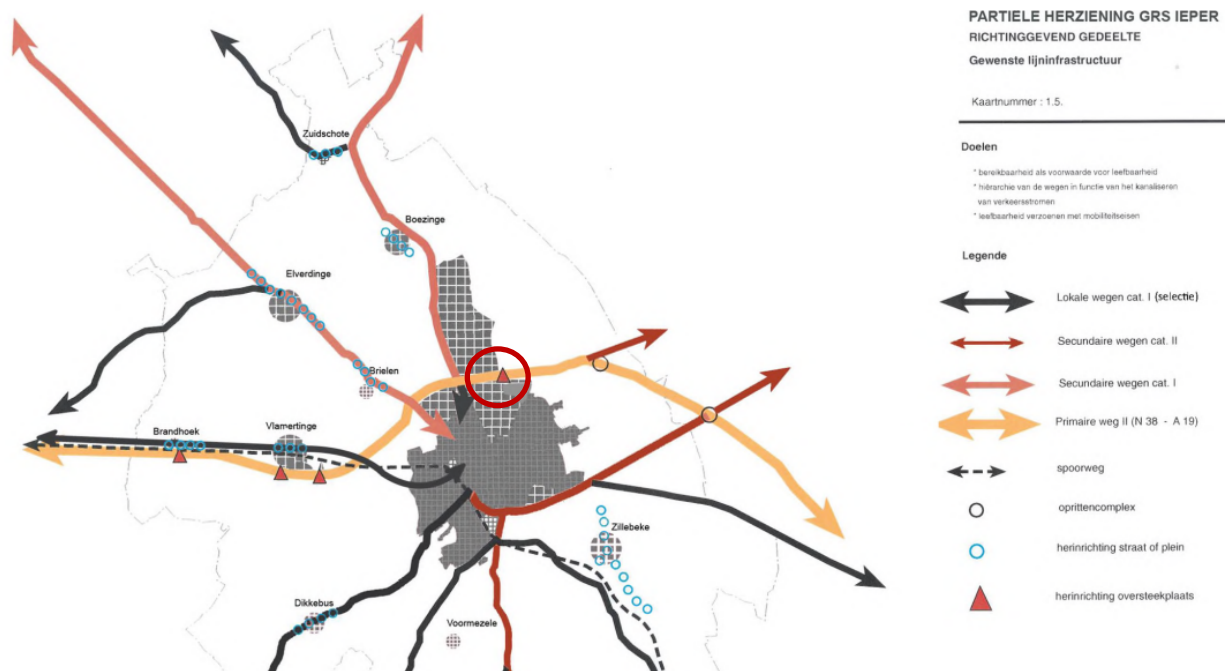 PARTIELE HERZIENING GRS IEPER
RICHTINGGEVEND GEDEELTE
Gewenste lijninfrastructuur
Kaartnummer : 1.5.
Doelen
* bereikbaarheid als voorwaarde voor leefbaarheid
* hiërarchie van de wegen in functie van het kanaliseren
van verkeersstromen
* leefbaarheid verzoenen met mobiliteitseisen
Legende
Lokale wegen cat. I (selectie)
Secundaire wegen cat. II
Secundaire wegen cat. I
Primaire weg II (N 38 - A 19)
spoorweg
oprittencomplex
herinrichting straat of plein
herinrichting oversteekplaats
Zuidschote
Boezinge
Elverdinge
Brielen
Brandhoek
Vlamertinge
Zillebeke
Dikkebus
Voormezele